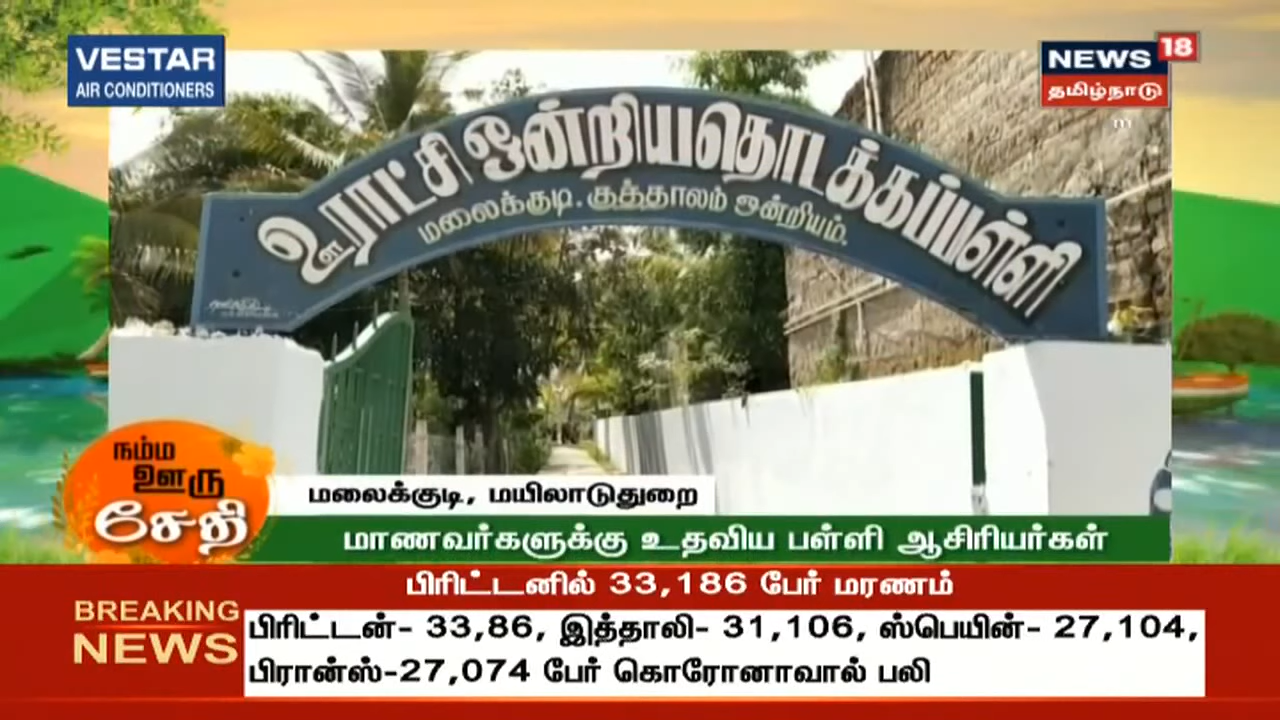 VESTAR
AIR CONDITIONERS
NEWS 18
தமிழ்நாடு
m
ஊராட்சி ஒன்றியதொடக்கப்பள்ளி
மலைக்குடி. குத்தாலம் ஒன்றியம்.
நம்ம
ஊரு
சேதி
மலைக்குடி, மயிலாடுதுறை
மாணவர்களுக்கு உதவிய பள்ளி ஆசிரியர்கள்
பிரிட்டனில் 33,186 பேர் மரணம்
BREAKING
NEWS
பிரிட்டன்- 33,86, இத்தாலி- 31,106, ஸ்பெயின்- 27,104,
பிரான்ஸ்-27,074 பேர் கொரோனாவால் பலி